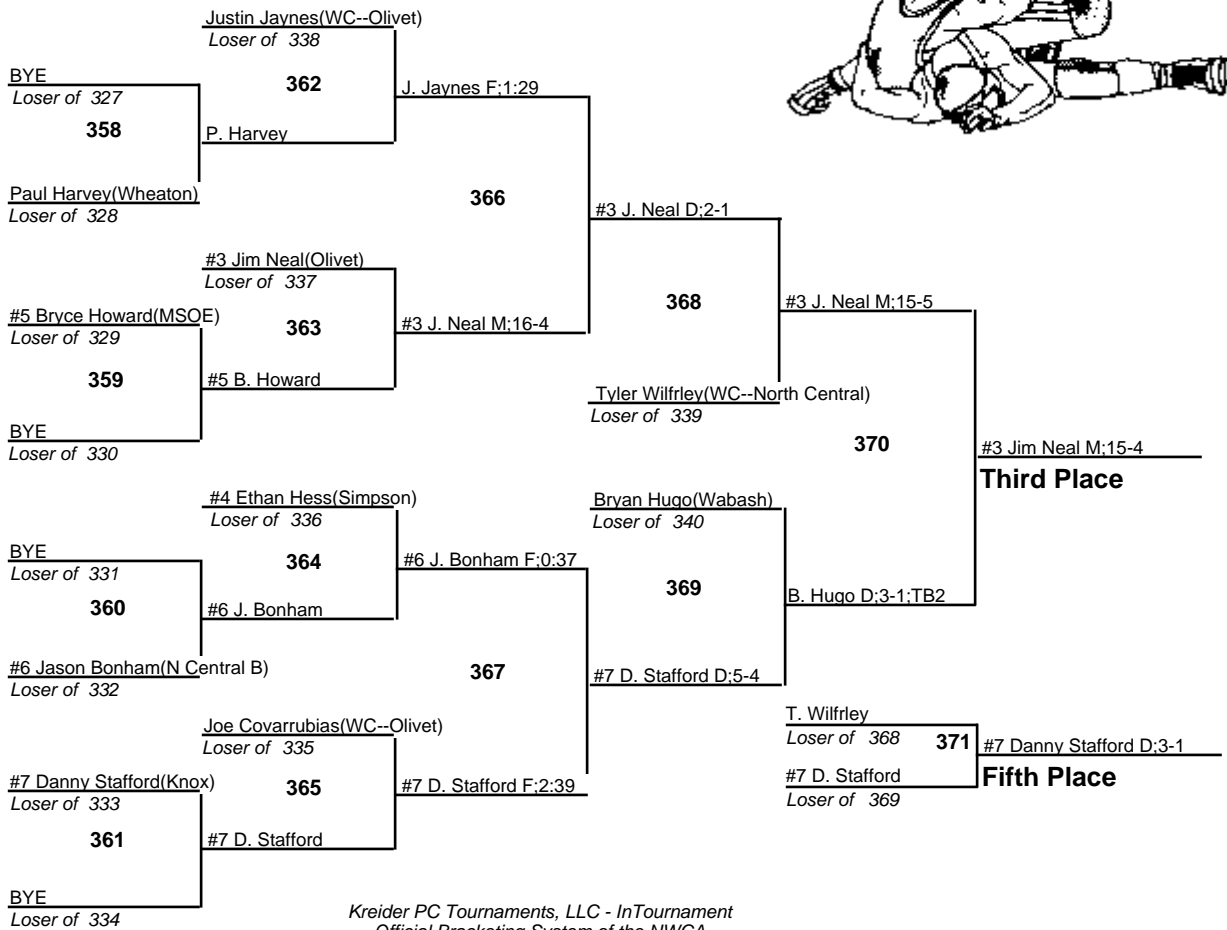 Justin Jaynes(WC--Olivet)
Loser of 338
BYE
Loser of 327
362
J. Jaynes F;1:29
358
P. Harvey
Paul Harvey(Wheaton)
Loser of 328
366
#3 J. Neal D;2-1
#3 Jim Neal(Olivet)
Loser of 337
#5 Bryce Howard(MSOE)
Loser of 329
363
#3 J. Neal M;16-4
368
#3 J. Neal M;15-5
359
#5 B. Howard
Tyler Wilfrley(WC--North Central)
Loser of 339
BYE
Loser of 330
370
#3 Jim Neal M;15-4
Third Place
#4 Ethan Hess(Simpson)
Loser of 336
Bryan Hugo(Wabash)
Loser of 340
BYE
Loser of 331
364
#6 J. Bonham F;0:37
369
360
#6 J. Bonham
B. Hugo D;3-1;TB2
#6 Jason Bonham(N Central B)
Loser of 332
367
#7 D. Stafford D;5-4
Joe Covarrubias(WC--Olivet)
Loser of 335
T. Wilfrley
Loser of 368
371
#7 Danny Stafford D;3-1
Fifth Place
#7 Danny Stafford(Knox)
Loser of 333
365
#7 D. Stafford F;2:39
#7 D. Stafford
Loser of 369
361
#7 D. Stafford
BYE
Loser of 334
Kreider PC Tournaments, LLC - InTournament
Official Bracketing System of the NWCA